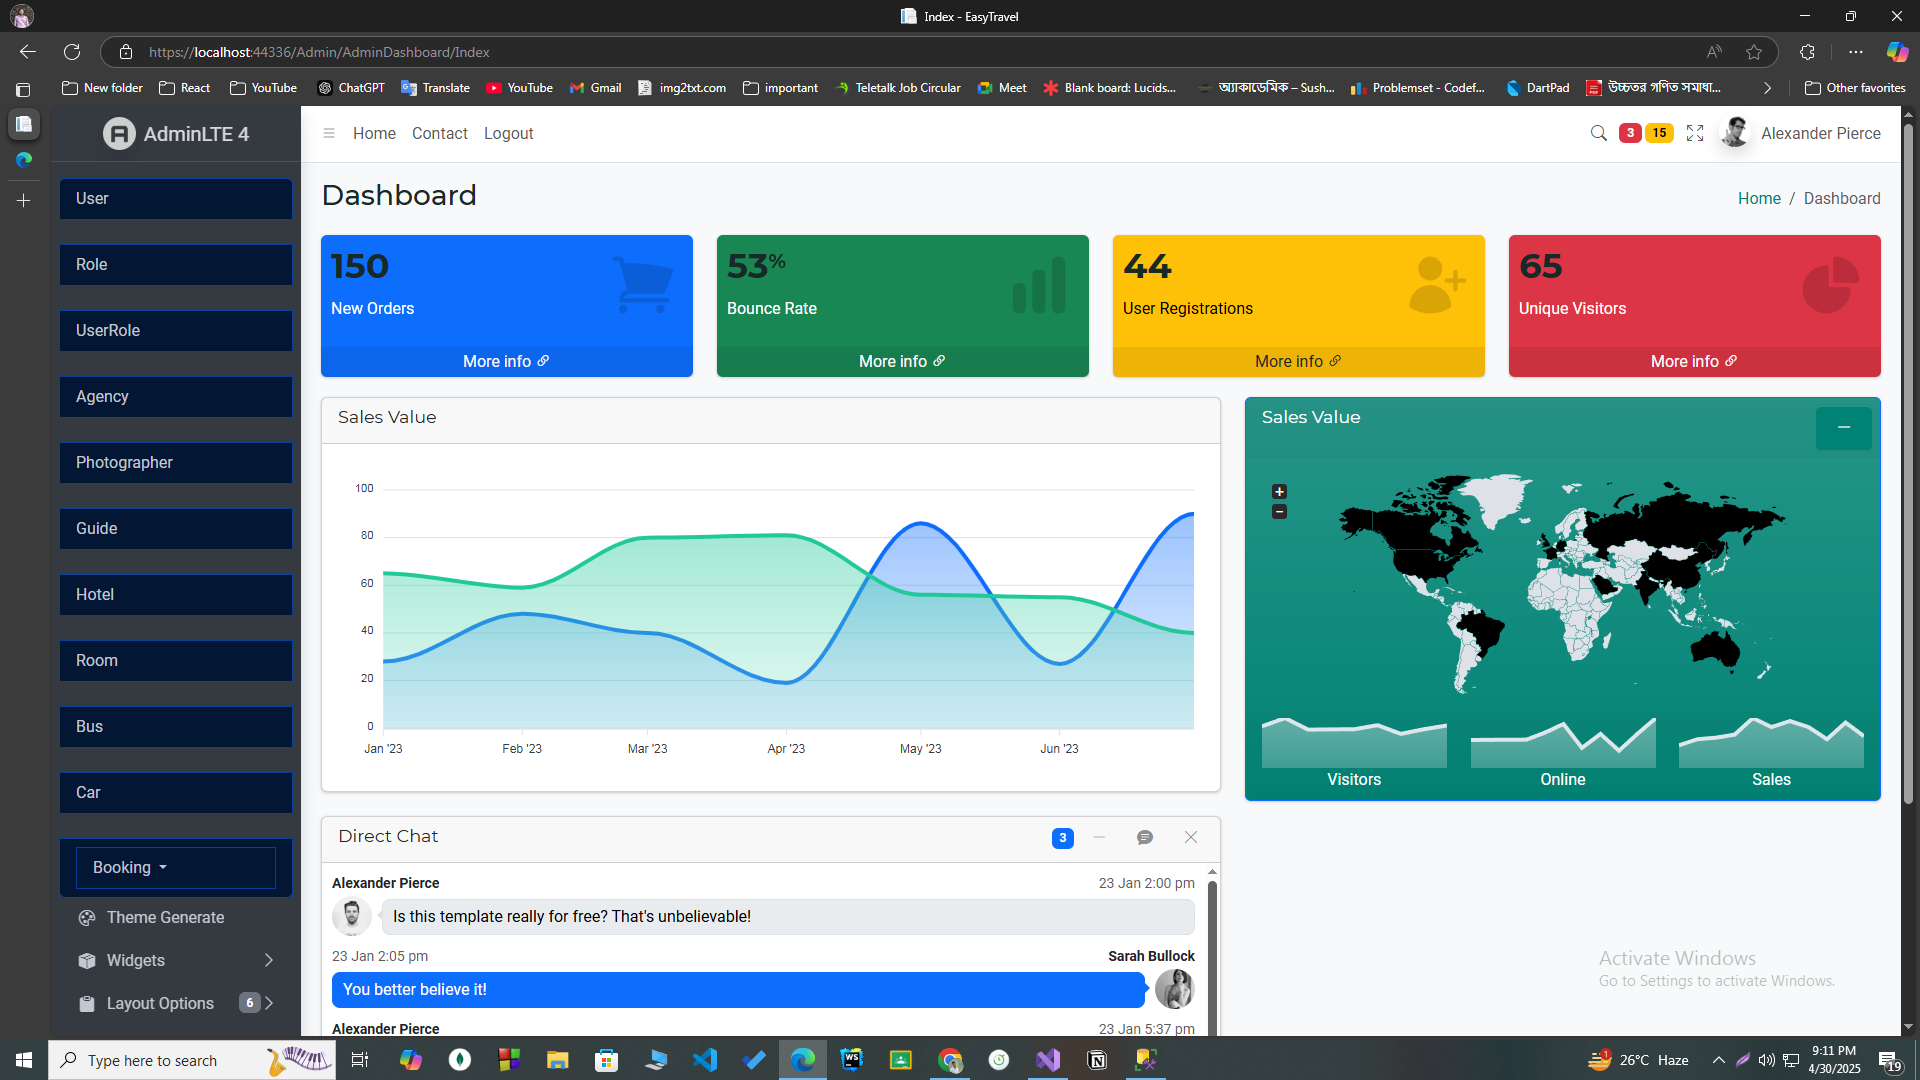 Index - EasyTravel
https://localhost:44336/Admin/AdminDashboard/Index
New folder
React
YouTube
ChatGPT
Translate
YouTube
Gmail
img2txt.com
important
Teletalk Job Circular
Meet
Blank board: Lucids...
অ্যাকাডেমিক – Sush...
Problemset - Codef...
DartPad
উচ্চতর গণিত সমাধা...
Other favorites
AdminLTE 4
Home
Contact
Logout
3
15
Alexander Pierce
User
Role
UserRole
Agency
Photographer
Guide
Hotel
Room
Bus
Car
Booking
Theme Generate
Widgets
Layout Options
6
Dashboard
Home / Dashboard
150
New Orders
More info
53%
Bounce Rate
More info
44
User Registrations
More info
65
Unique Visitors
More info
Sales Value
100
80
60
40
20
0
Jan '23
Feb '23
Mar '23
Apr '23
May '23
Jun '23
Sales Value
+
−
Visitors
Online
Sales
Direct Chat
3
Alexander Pierce
23 Jan 2:00 pm
Is this template really for free? That's unbelievable!
23 Jan 2:05 pm
Sarah Bullock
You better believe it!
Alexander Pierce
23 Jan 5:37 pm
Activate Windows
Go to Settings to activate Windows.
Type here to search
26°C Haze
9:11 PM
4/30/2025
19